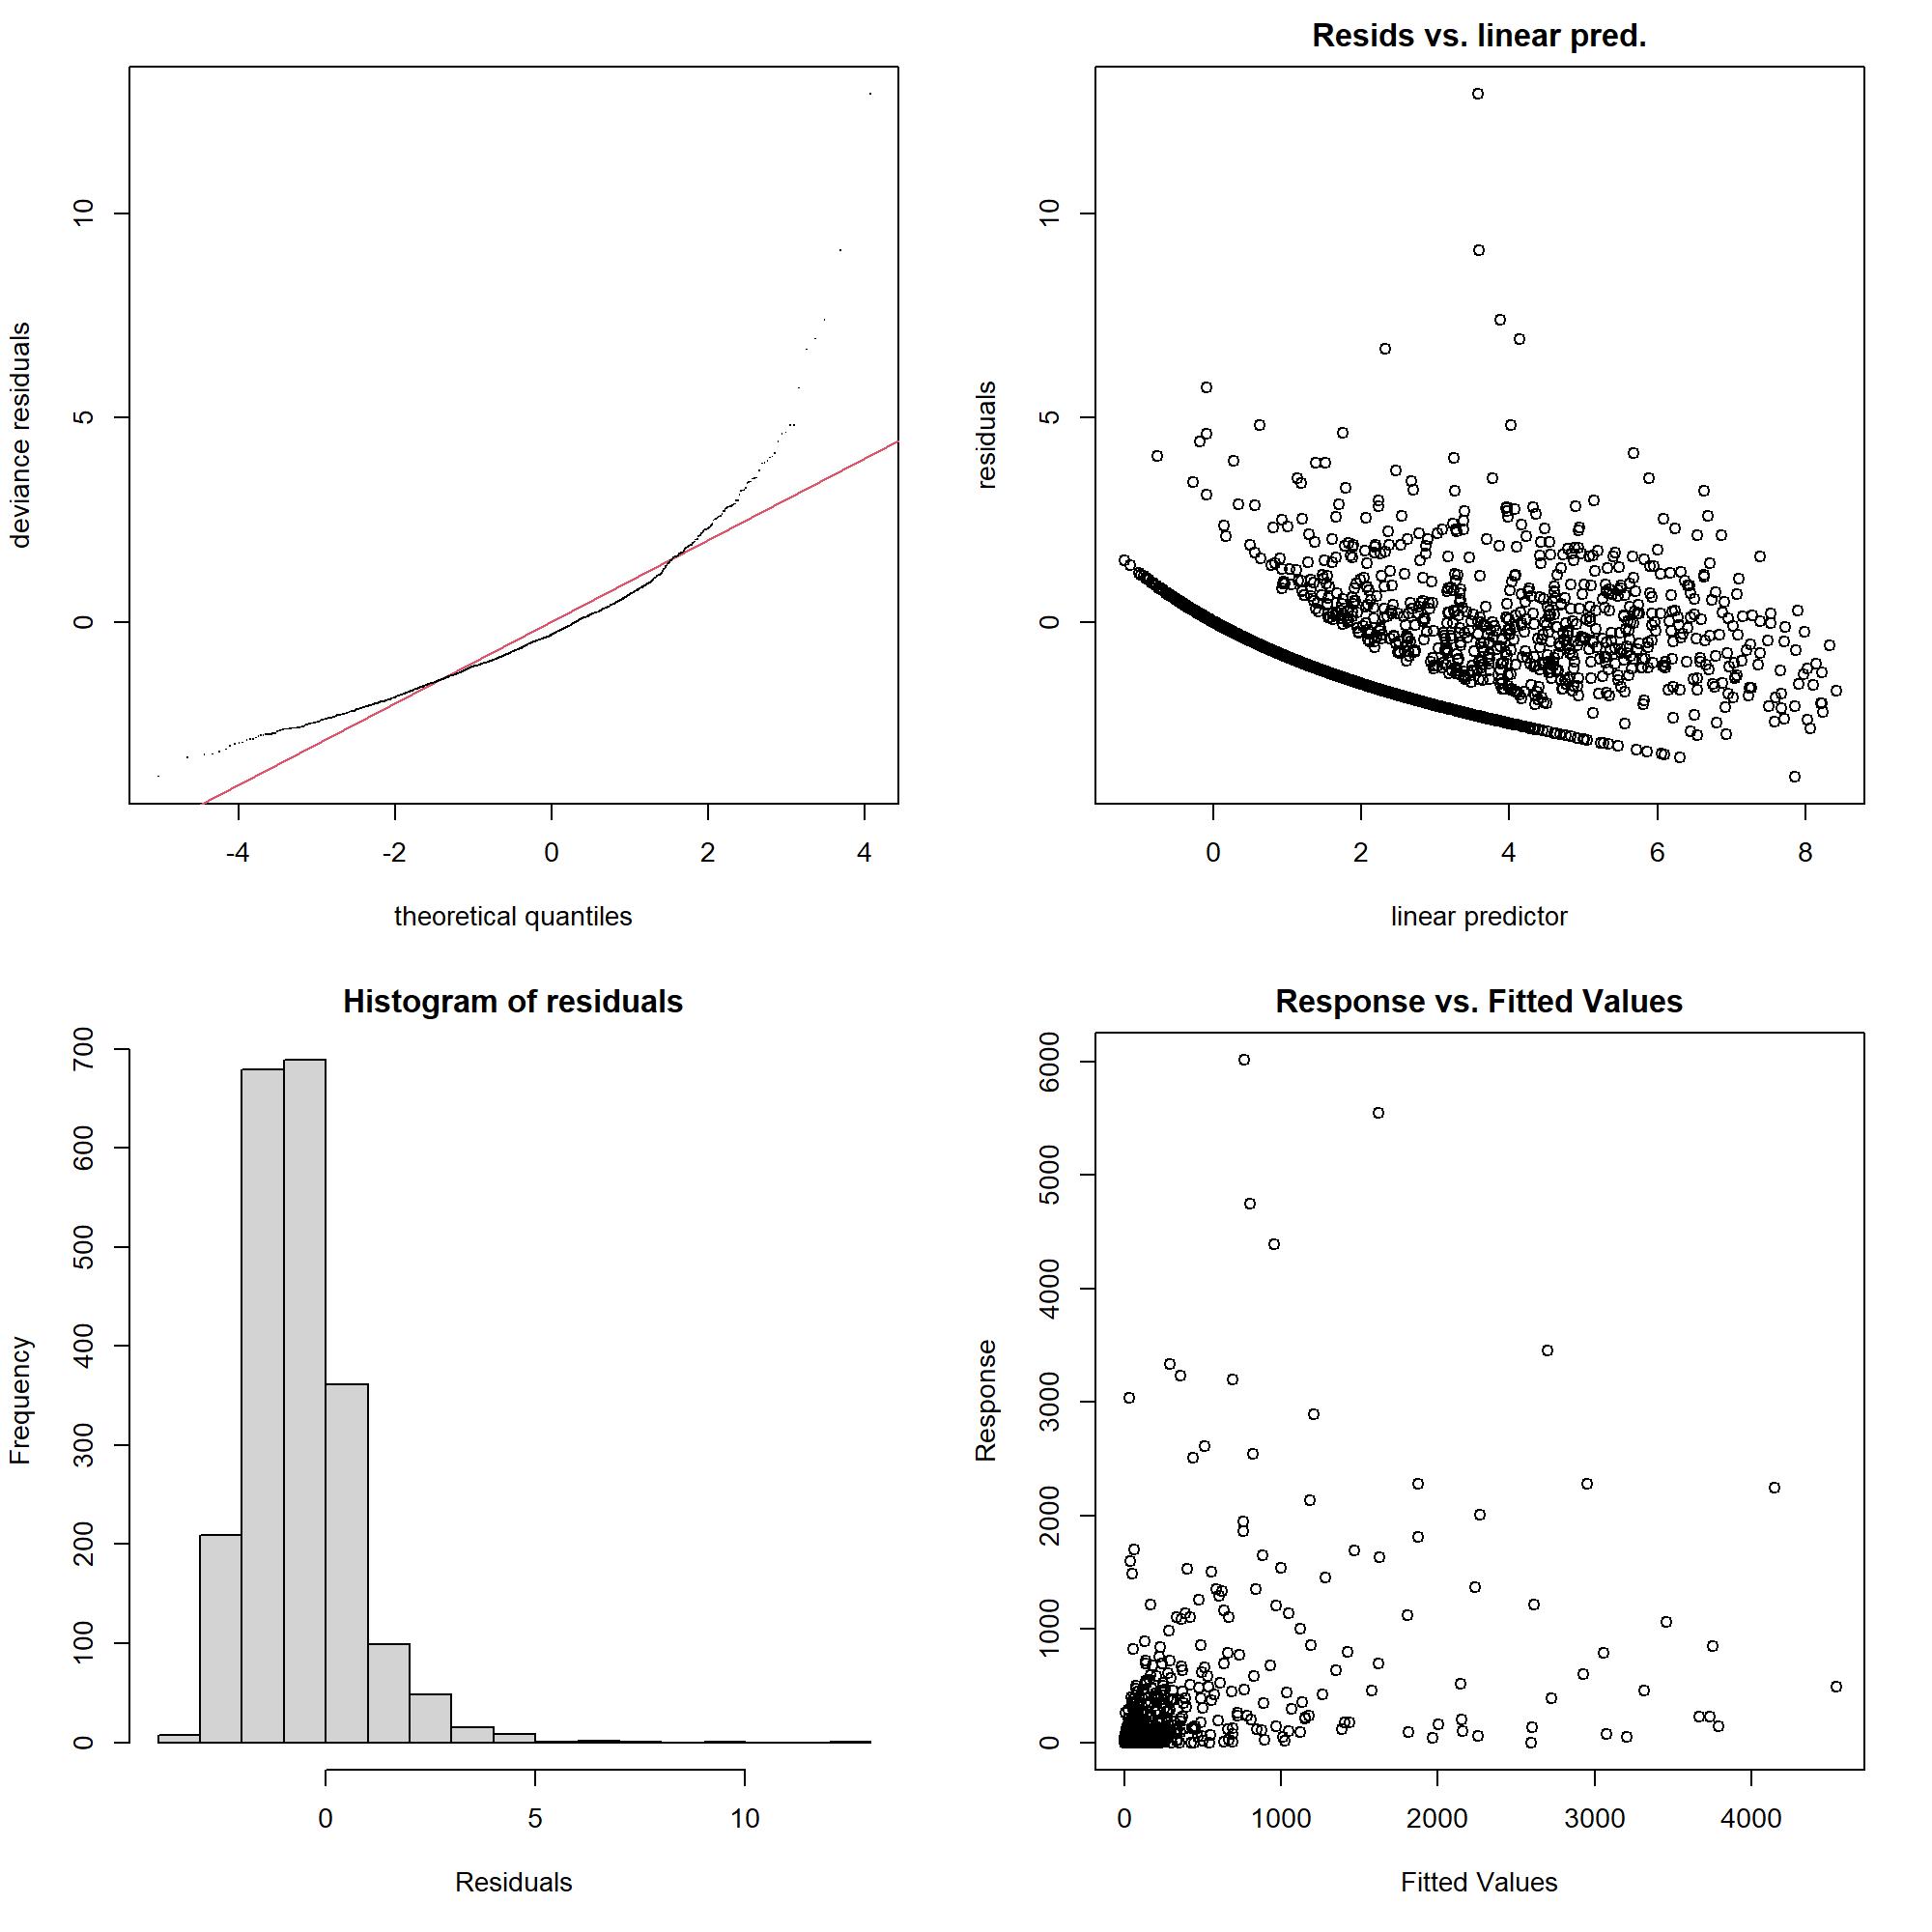 deviance residuals
10
5
0
-4 -2 0 2 4
theoretical quantiles
Resids vs. linear pred.
residuals
10
5
0
0 2 4 6 8
linear predictor
Histogram of residuals
Frequency
700
600
500
400
300
200
100
0
0 5 10
Residuals
Response vs. Fitted Values
Response
6000
5000
4000
3000
2000
1000
0
0 1000 2000 3000 4000
Fitted Values